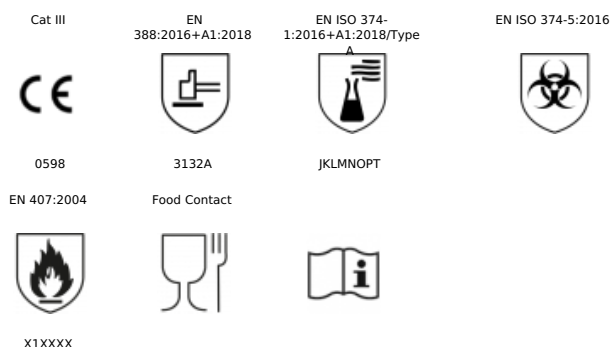 Cat III
EN
388:2016+A1:2018
EN ISO 374-
1:2016+A1:2018/Type
A
EN ISO 374-5:2016
CE
0598
3132A
JKLMNOPT
EN 407:2004
Food Contact
i
X1XXXX